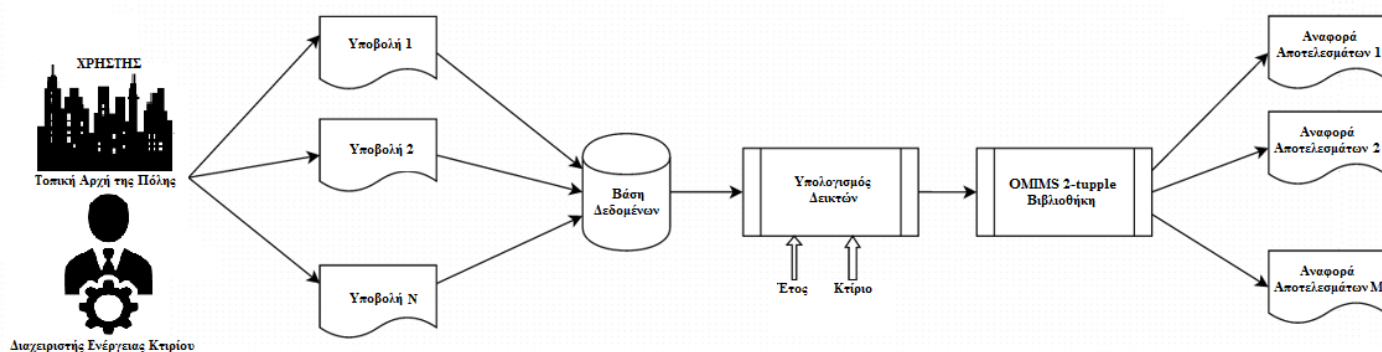 ΧΡΗΣΤΗΣ
Τοπική Αρχή της Πόλης
Διαχειριστής Ενέργειας Κτιρίου
Υποβολή 1
Υποβολή 2
Υποβολή Ν
Βάση
Δεδομένων
Υπολογισμός
Δεικτών
Έτος
Κτίριο
OMIMS 2-tupple
Βιβλιοθήκη
Αναφορά
Αποτελεσμάτων 1
Αναφορά
Αποτελεσμάτων 2
Αναφορά
Αποτελεσμάτων Μ